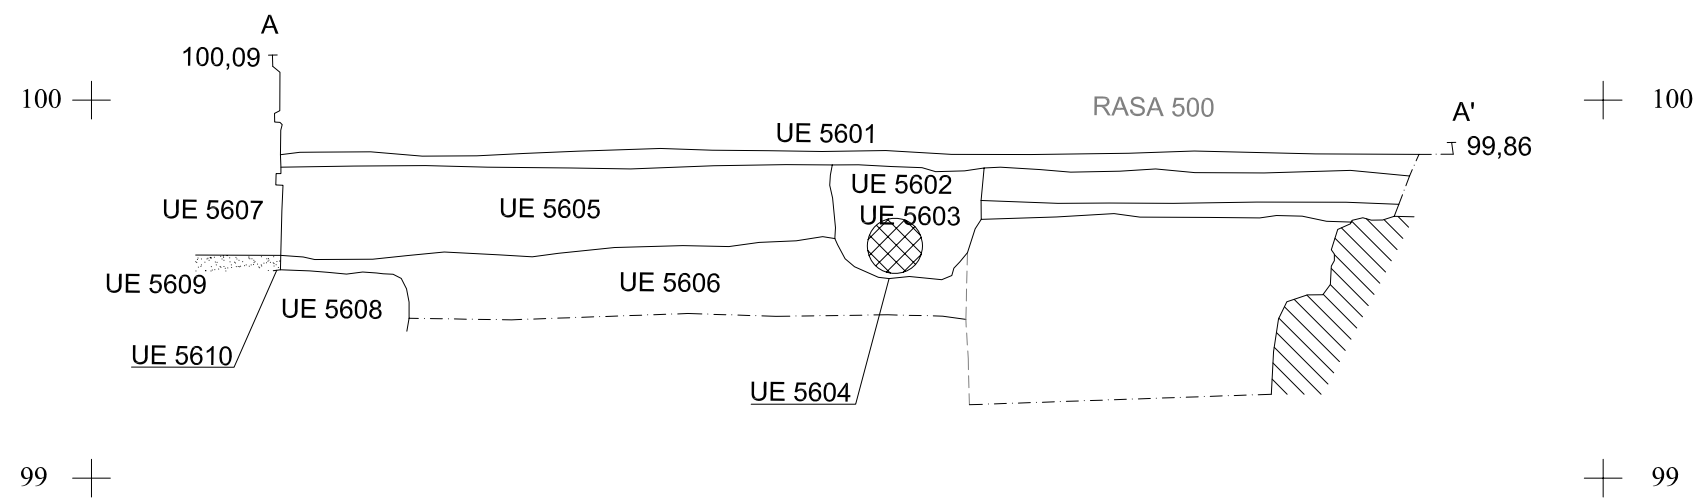 A
100,09
100
RASA 500
100
A'
UE 5601
99,86
UE 5602
UE 5607
UE 5605
UE 5603
UE 5609
UE 5606
UE 5608
UE 5610
UE 5604
99
99